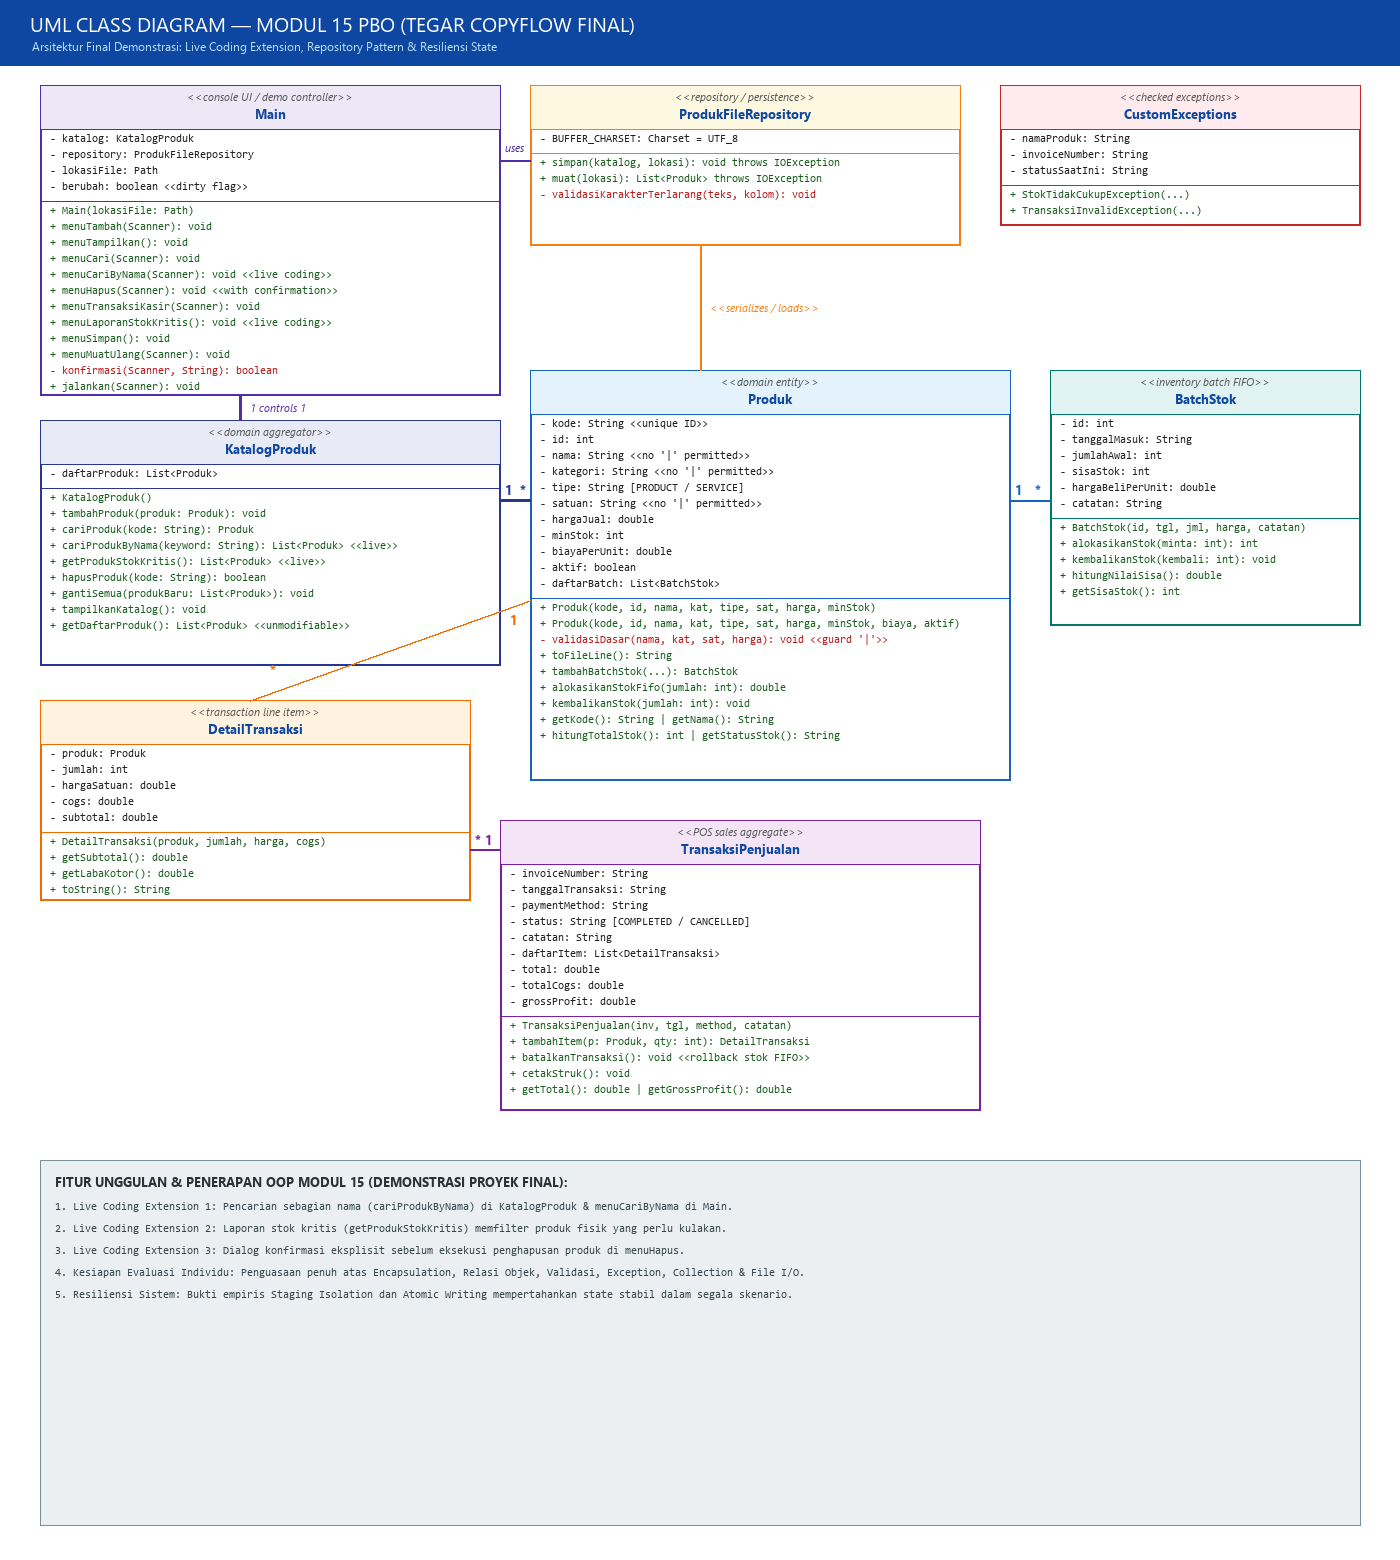 UML CLASS DIAGRAM — MODUL 15 PBO (TEGAR COPYFLOW FINAL)
Arsitektur Final Demonstrasi: Live Coding Extension, Repository Pattern & Resiliensi State
<<console UI / demo controller>>
Main
- katalog: KatalogProduk
- repository: ProdukFileRepository
- lokasiFile: Path
- berubah: boolean <<dirty flag>>
+ Main(lokasiFile: Path)
+ menuTambah(Scanner): void
+ menuTampilkan(): void
+ menuCari(Scanner): void
+ menuCariByNama(Scanner): void <<live coding>>
+ menuHapus(Scanner): void <<with confirmation>>
+ menuTransaksiKasir(Scanner): void
+ menuLaporanStokKritis(): void <<live coding>>
+ menuSimpan(): void
+ menuMuatUlang(Scanner): void
- konfirmasi(Scanner, String): boolean
+ jalankan(Scanner): void
uses
<<repository / persistence>>
ProdukFileRepository
- BUFFER_CHARSET: Charset = UTF_8
+ simpan(katalog, lokasi): void throws IOException
+ muat(lokasi): List<Produk> throws IOException
- validasiKarakterTerlarang(teks, kolom): void
<<checked exceptions>>
CustomExceptions
- namaProduk: String
- invoiceNumber: String
- statusSaatIni: String
+ StokTidakCukupException(...)
+ TransaksiInvalidException(...)
<<serializes / loads>>
1 controls 1
<<domain aggregator>>
KatalogProduk
- daftarProduk: List<Produk>
+ KatalogProduk()
+ tambahProduk(produk: Produk): void
+ cariProduk(kode: String): Produk
+ cariProdukByNama(keyword: String): List<Produk> <<live>>
+ getProdukStokKritis(): List<Produk> <<live>>
+ hapusProduk(kode: String): boolean
+ gantiSemua(produkBaru: List<Produk>): void
+ tampilkanKatalog(): void
+ getDaftarProduk(): List<Produk> <<unmodifiable>>
1 *
<<domain entity>>
Produk
- kode: String <<unique ID>>
- id: int
- nama: String <<no '|' permitted>>
- kategori: String <<no '|' permitted>>
- tipe: String [PRODUCT / SERVICE]
- satuan: String <<no '|' permitted>>
- hargaJual: double
- minStok: int
- biayaPerUnit: double
- aktif: boolean
- daftarBatch: List<BatchStok>
+ Produk(kode, id, nama, kat, tipe, sat, harga, minStok)
+ Produk(kode, id, nama, kat, tipe, sat, harga, minStok, biaya, aktif)
- validasiDasar(nama, kat, sat, harga): void <<guard '|'>>
+ toFileLine(): String
+ tambahBatchStok(...): BatchStok
+ alokasikanStokFifo(jumlah: int): double
+ kembalikanStok(jumlah: int): void
+ getKode(): String | getNama(): String
+ hitungTotalStok(): int | getStatusStok(): String
1 *
<<inventory batch FIFO>>
BatchStok
- id: int
- tanggalMasuk: String
- jumlahAwal: int
- sisaStok: int
- hargaBeliPerUnit: double
- catatan: String
+ BatchStok(id, tgl, jml, harga, catatan)
+ alokasikanStok(minta: int): int
+ kembalikanStok(kembali: int): void
+ hitungNilaiSisa(): double
+ getSisaStok(): int
1
*
<<transaction line item>>
DetailTransaksi
- produk: Produk
- jumlah: int
- hargaSatuan: double
- cogs: double
- subtotal: double
+ DetailTransaksi(produk, jumlah, harga, cogs)
+ getSubtotal(): double
+ getLabaKotor(): double
+ toString(): String
* 1
<<POS sales aggregate>>
TransaksiPenjualan
- invoiceNumber: String
- tanggalTransaksi: String
- paymentMethod: String
- status: String [COMPLETED / CANCELLED]
- catatan: String
- daftarItem: List<DetailTransaksi>
- total: double
- totalCogs: double
- grossProfit: double
+ TransaksiPenjualan(inv, tgl, method, catatan)
+ tambahItem(p: Produk, qty: int): DetailTransaksi
+ batalkanTransaksi(): void <<rollback stok FIFO>>
+ cetakStruk(): void
+ getTotal(): double | getGrossProfit(): double
FITUR UNGGULAN & PENERAPAN OOP MODUL 15 (DEMONSTRASI PROYEK FINAL):
1. Live Coding Extension 1: Pencarian sebagian nama (cariProdukByNama) di KatalogProduk & menuCariByNama di Main.
2. Live Coding Extension 2: Laporan stok kritis (getProdukStokKritis) memfilter produk fisik yang perlu kulakan.
3. Live Coding Extension 3: Dialog konfirmasi eksplisit sebelum eksekusi penghapusan produk di menuHapus.
4. Kesiapan Evaluasi Individu: Penguasaan penuh atas Encapsulation, Relasi Objek, Validasi, Exception, Collection & File I/O.
5. Resiliensi Sistem: Bukti empiris Staging Isolation dan Atomic Writing mempertahankan state stabil dalam segala skenario.